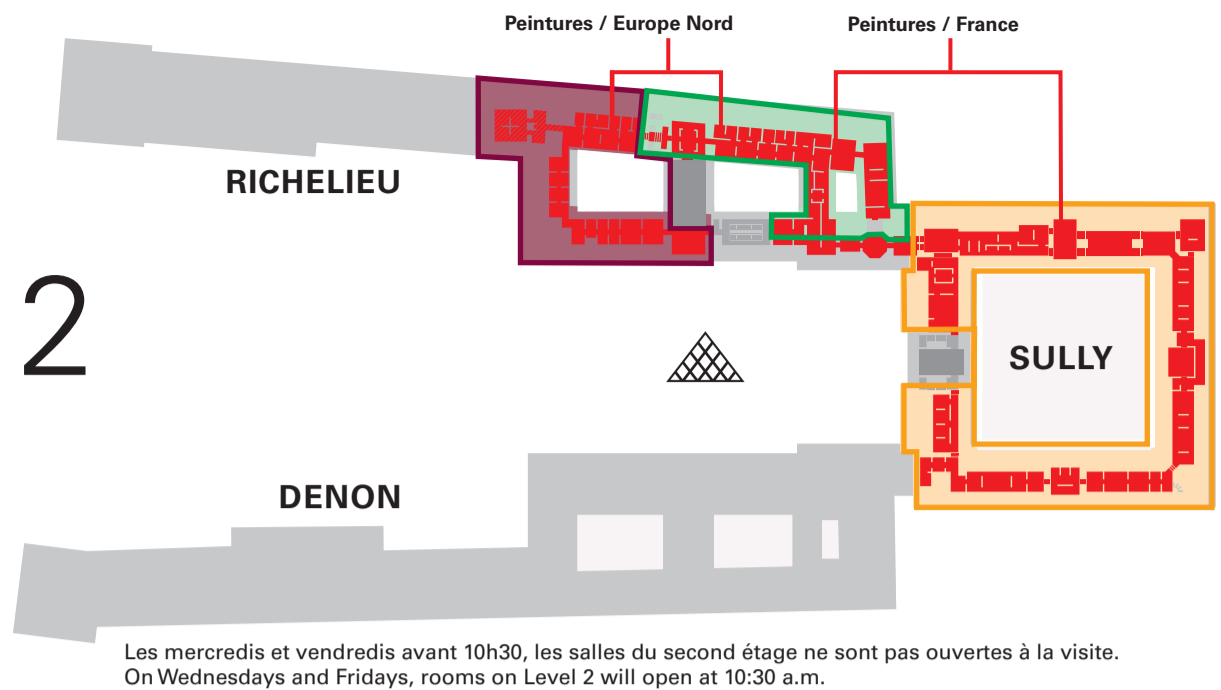 Peintures / Europe Nord
Peintures / France
RICHELIEU
2
SULLY
DENON
Les mercredis et vendredis avant 10h30, les salles du second étage ne sont pas ouvertes à la visite.
On Wednesdays and Fridays, rooms on Level 2 will open at 10:30 a.m.